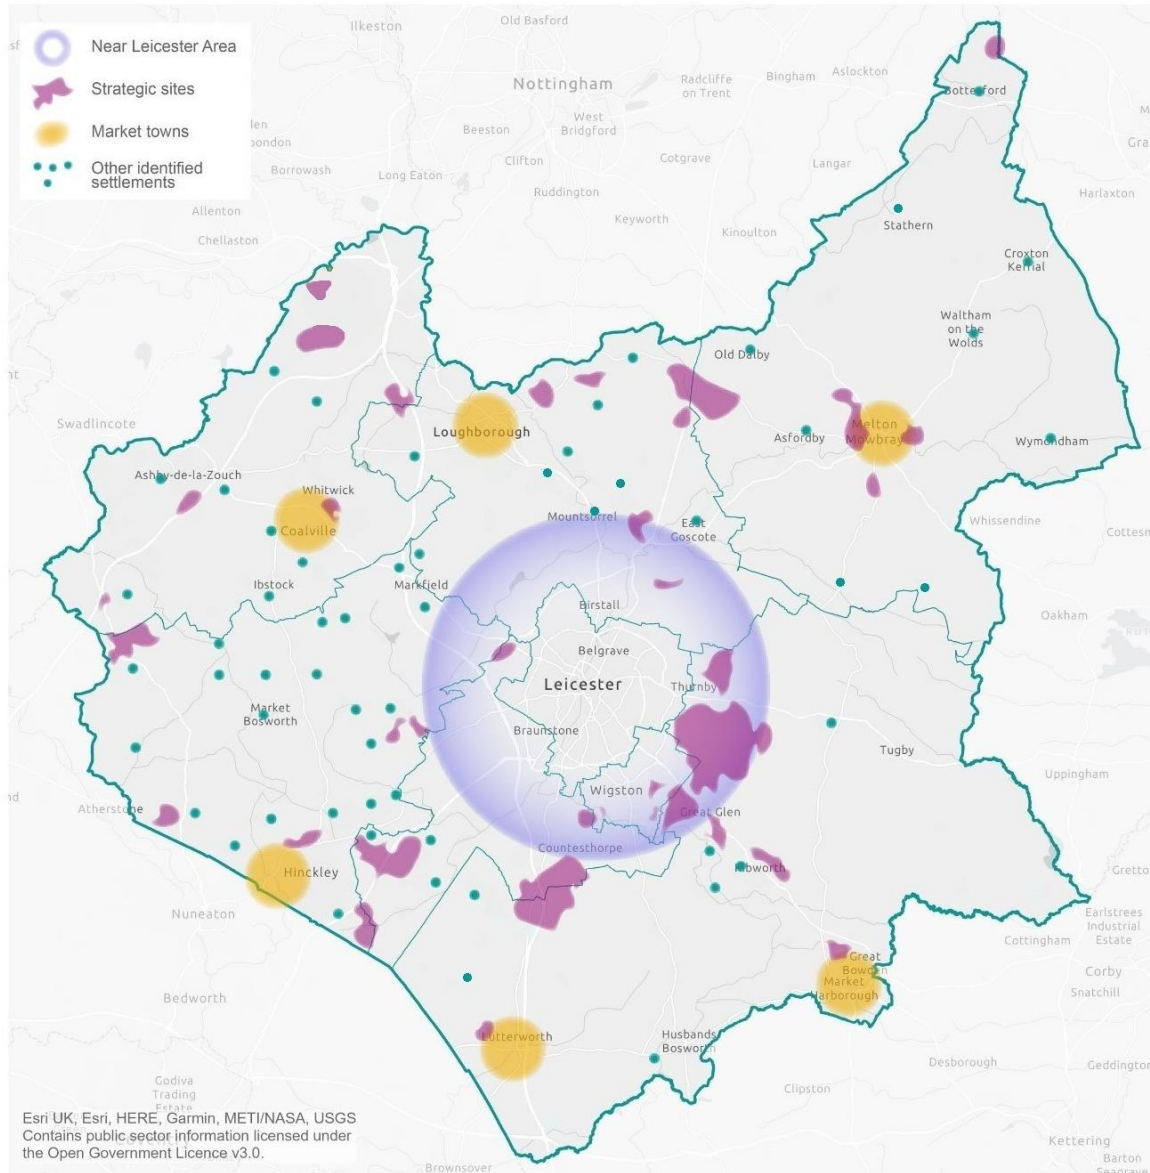 Near Leicester Area
Strategic sites
Market towns
Other identified
settlements
Old Basford
Ilkeston
Nottingham
Radcliffe
on Trent
Bingham
Aslockton
Bottesford
West
Bridgford
Beeston
Clifton
Cotgrave
Langar
Borrowash
Long Eaton
Ruddington
Harlaxton
Allenton
Keyworth
Kinoulton
Stathern
Chellaston
Croxton
Kerrial
Waltham
on the
Wolds
Old Dalby
Swadlincote
Loughborough
Melton
Mowbray
Asfordby
Wymondham
Ashby-de-la-Zouch
Whitwick
Coalville
Mountsorrel
East
Goscote
Whissendine
Ibstock
Markfield
Birstall
Oakham
Belgrave
Leicester
Thurnby
Market
Bosworth
Braunstone
Tugby
Uppingham
Wigston
Atherstone
Great Glen
Countesthorpe
Kibworth
Hinckley
Nuneaton
Earlstrees
Industrial
Estate
Cottingham
Great
Bowden
Market
Harborough
Corby
Snatchill
Bedworth
Lutterworth
Husbands
Bosworth
Desborough
Geddington
Godiva
Trading
Estate
Clipston
Esri UK, Esri, HERE, Garmin, METI/NASA, USGS
Contains public sector information licensed under
the Open Government Licence v3.0.
Coventry
Kettering
Barton
Seagrave
Brownsover